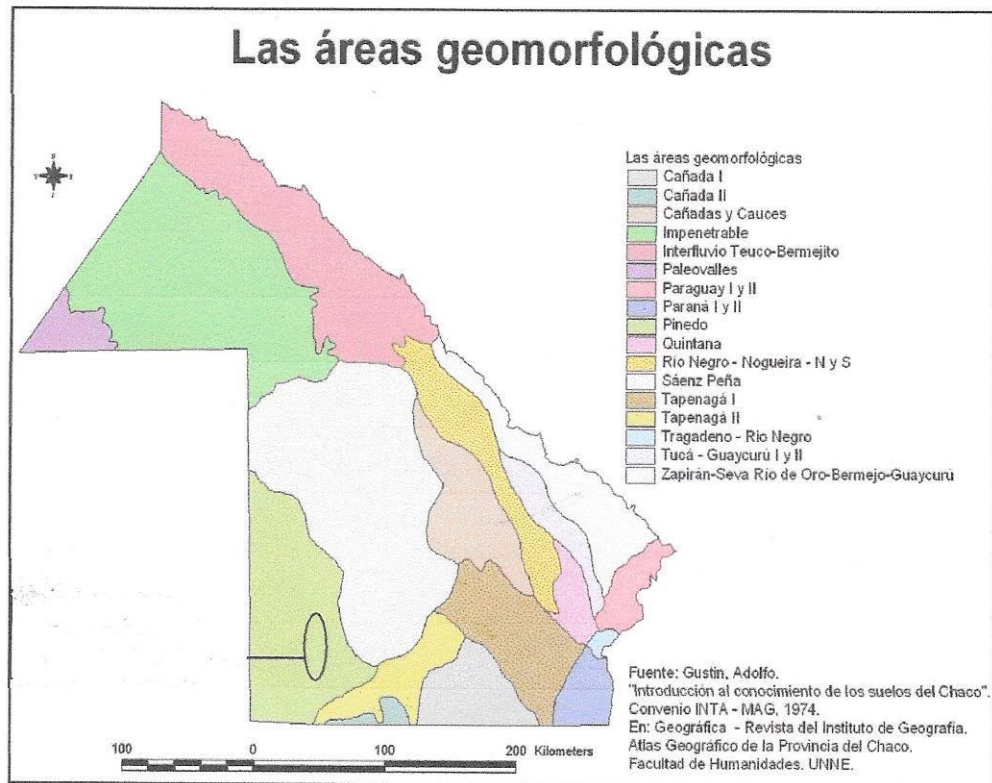 Las áreas geomorfológicas
Las áreas geomorfológicas
Cañada I
Cañada II
Cañadas y Cauces
Impenetrable
Interfluvio Teuco-Bermejito
Paleovalles
Paraguay I y II
Paraná I y II
Pinedo
Quintana
Río Negro - Nogueira - N y S
Sáenz Peña
Tapenagá I
Tapenagá II
Tragadeno - Río Negro
Tucá - Guaycurú I y II
Zapirán-Seva Río de Oro-Bermejo-Guaycurú
Fuente: Gustin, Adolfo.
"Introducción al conocimiento de los suelos del Chaco".
Convenio INTA - MAG, 1974.
En: Geográfica - Revista del Instituto de Geografía.
Atlas Geográfico de la Provincia del Chaco.
Facultad de Humanidades. UNNE.
100 0 100 200 Kilometers